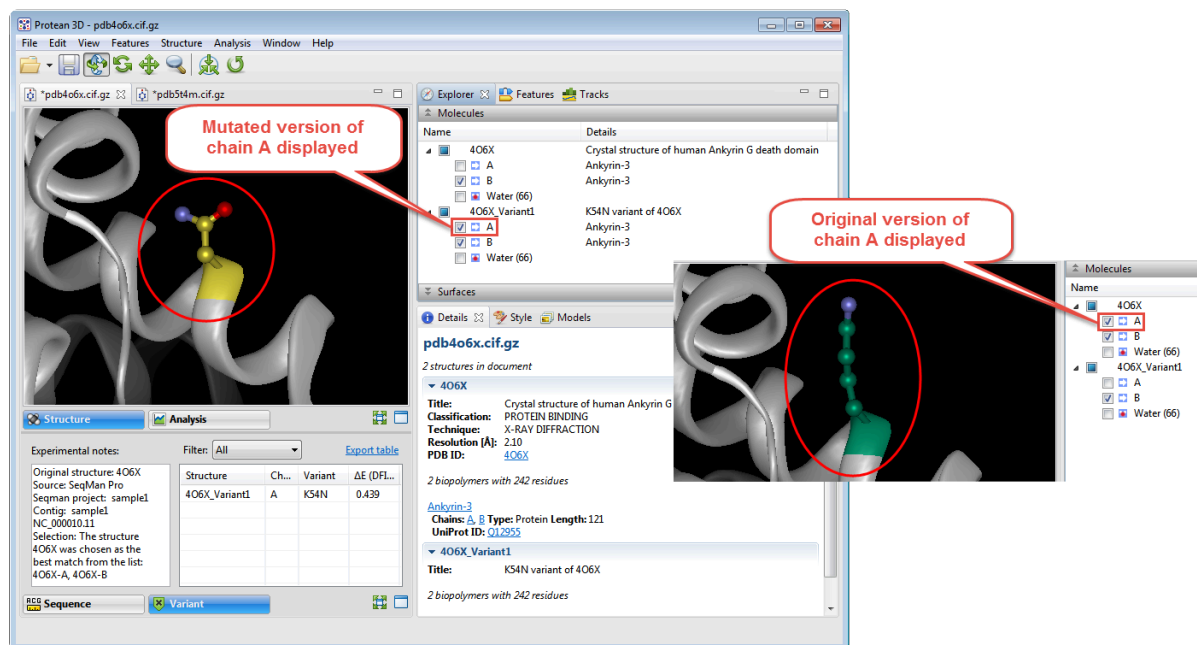 Protean 3D - pdb4o6x.cif.gz
File Edit View Features Structure Analysis Window Help
*pdb4o6x.cif.gz *pdb5t4m.cif.gz
Mutated version of
chain A displayed
Explorer Features Tracks
Molecules
Name Details
4O6X Crystal structure of human Ankyrin G death domain
A Ankyrin-3
B Ankyrin-3
Water (66)
4O6X_Variant1 K54N variant of 4O6X
A Ankyrin-3
B Ankyrin-3
Water (66)
Surfaces
Original version of
chain A displayed
Molecules
Name
4O6X
A
B
Water (66)
4O6X_Variant1
A
B
Water (66)
Details Style Models
pdb4o6x.cif.gz
2 structures in document
4O6X
Title: Crystal structure of human Ankyrin G
Classification: PROTEIN BINDING
Technique: X-RAY DIFFRACTION
Resolution [Å]: 2.10
PDB ID: 4O6X
2 biopolymers with 242 residues
Ankyrin-3
Chains: A, B Type: Protein Length: 121
UniProt ID: Q12955
4O6X_Variant1
Title: K54N variant of 4O6X
2 biopolymers with 242 residues
Structure Analysis
Experimental notes:
Original structure: 4O6X
Source: SeqMan Pro
Seqman project: sample1
Contig: sample1
NC_000010.11
Selection: The structure
4O6X was chosen as the
best match from the list:
4O6X-A, 4O6X-B
Filter: All Export table
Structure Ch... Variant ΔE (DFI...
4O6X_Variant1 A K54N 0.439
Sequence Variant